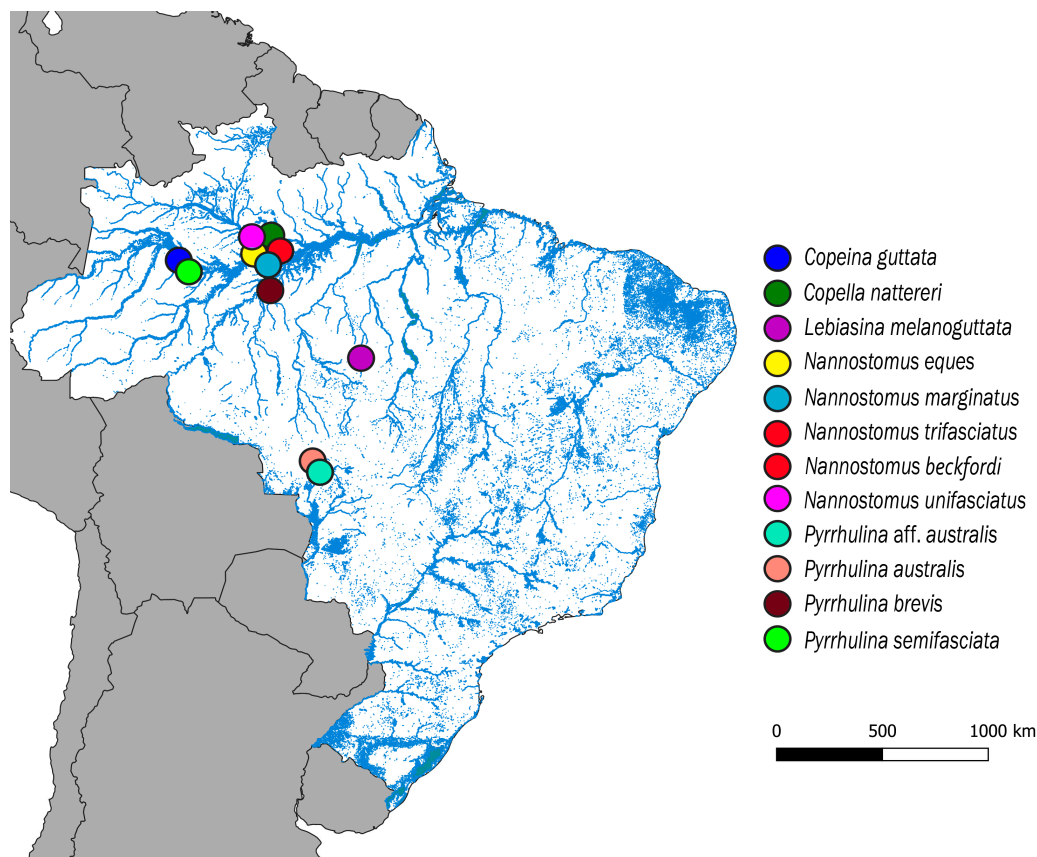 Copeina guttata
Copella nattereri
Lebiasina melanoguttata
Nannostomus eques
Nannostomus marginatus
Nannostomus trifasciatus
Nannostomus beckfordi
Nannostomus unifasciatus
Pyrrhulina aff. australis
Pyrrhulina australis
Pyrrhulina brevis
Pyrrhulina semifasciata
0 500 1000 km